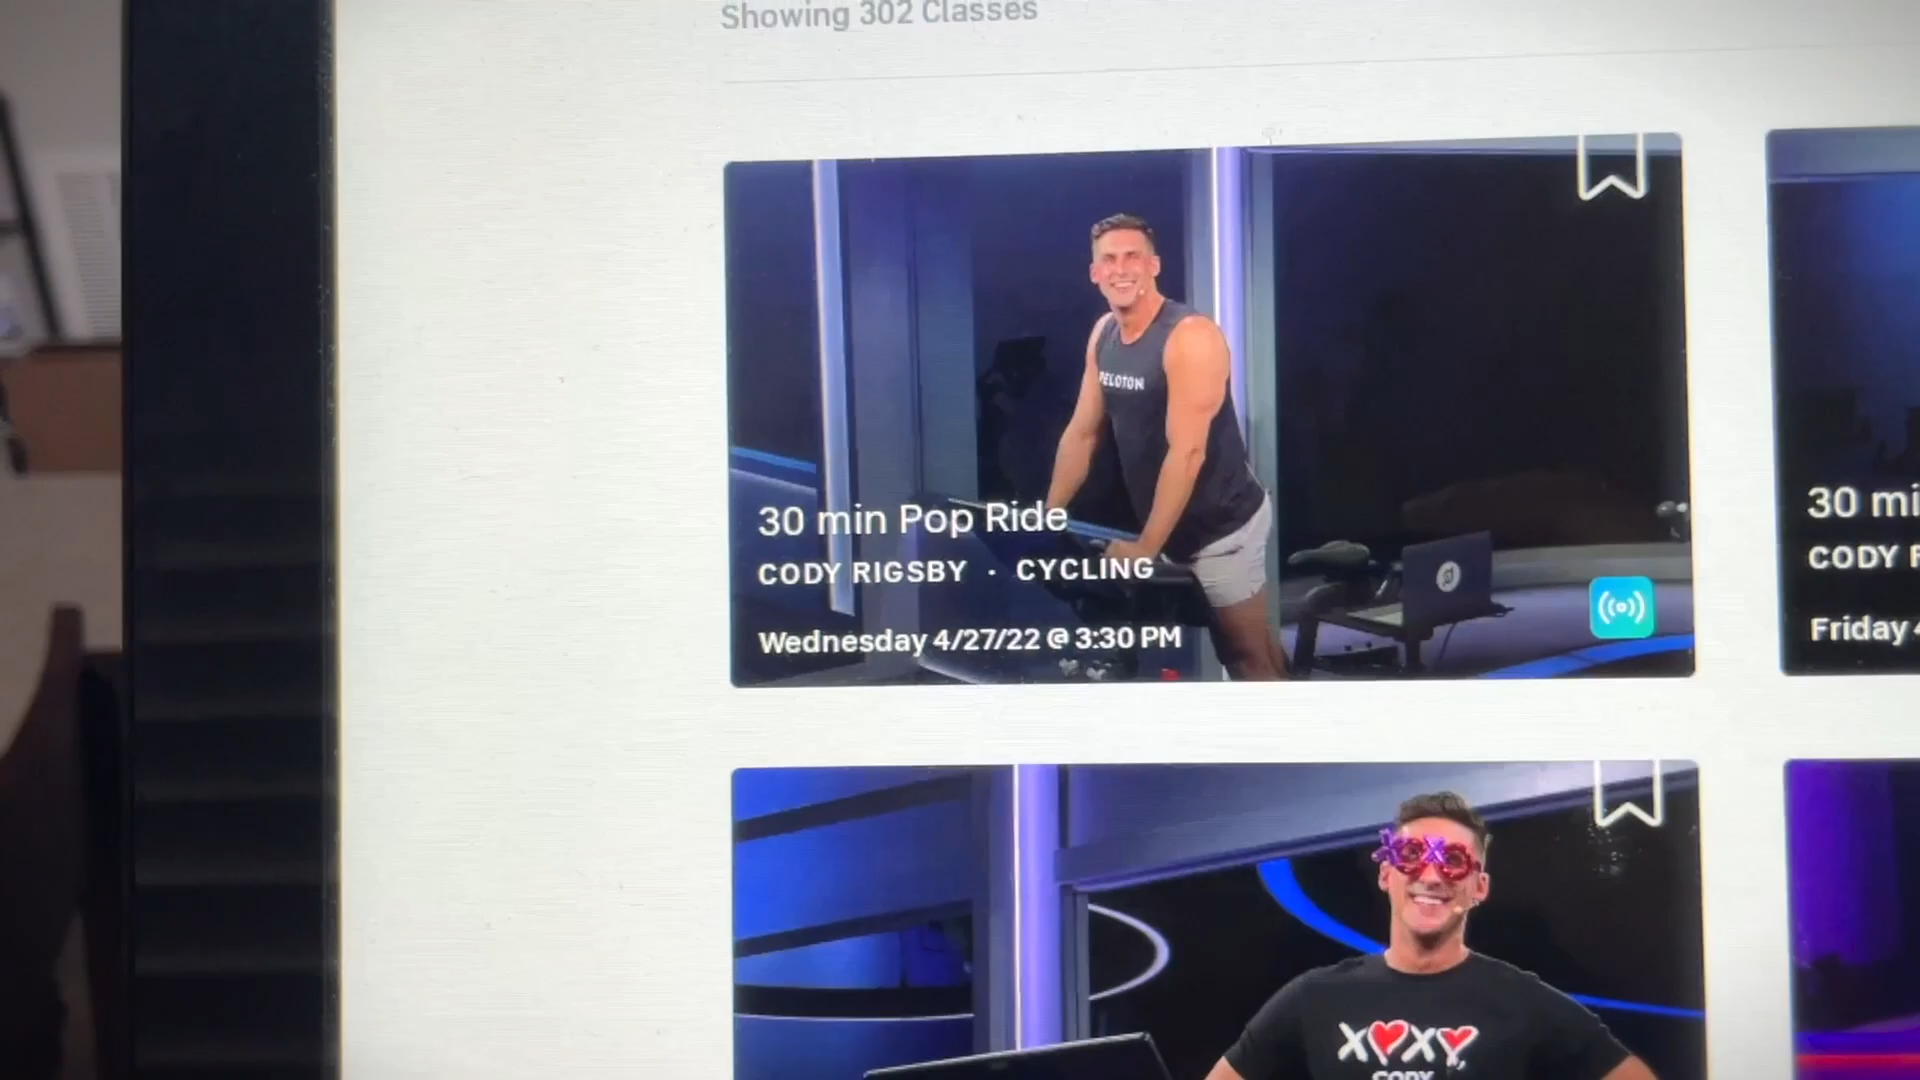 Showing 302 Classes
PELOTON
30 min Pop Ride
CODY RIGSBY · CYCLING
Wednesday 4/27/22 @ 3:30 PM
30 mi
CODY
Friday
XOXO,
CODY